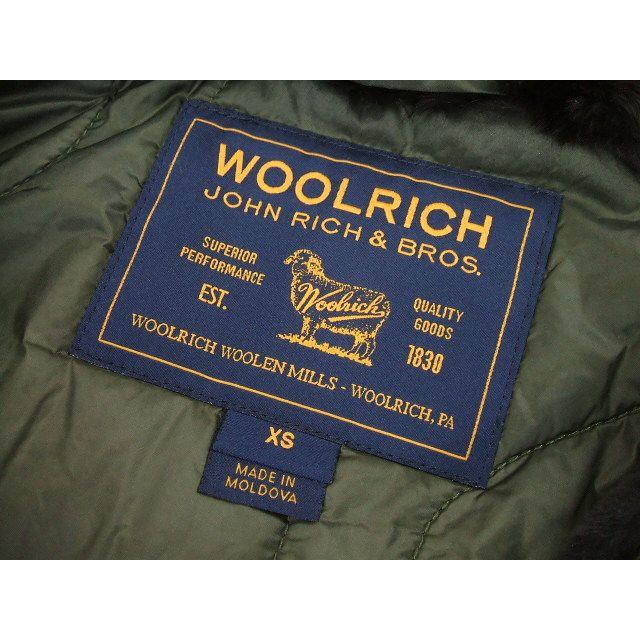 WOOLRICH
JOHN RICH & BROS.
SUPERIOR
PERFORMANCE
EST.
Woolrich
QUALITY
GOODS
1830
WOOLRICH WOOLEN MILLS - WOOLRICH, PA
XS
MADE IN
MOLDOVA